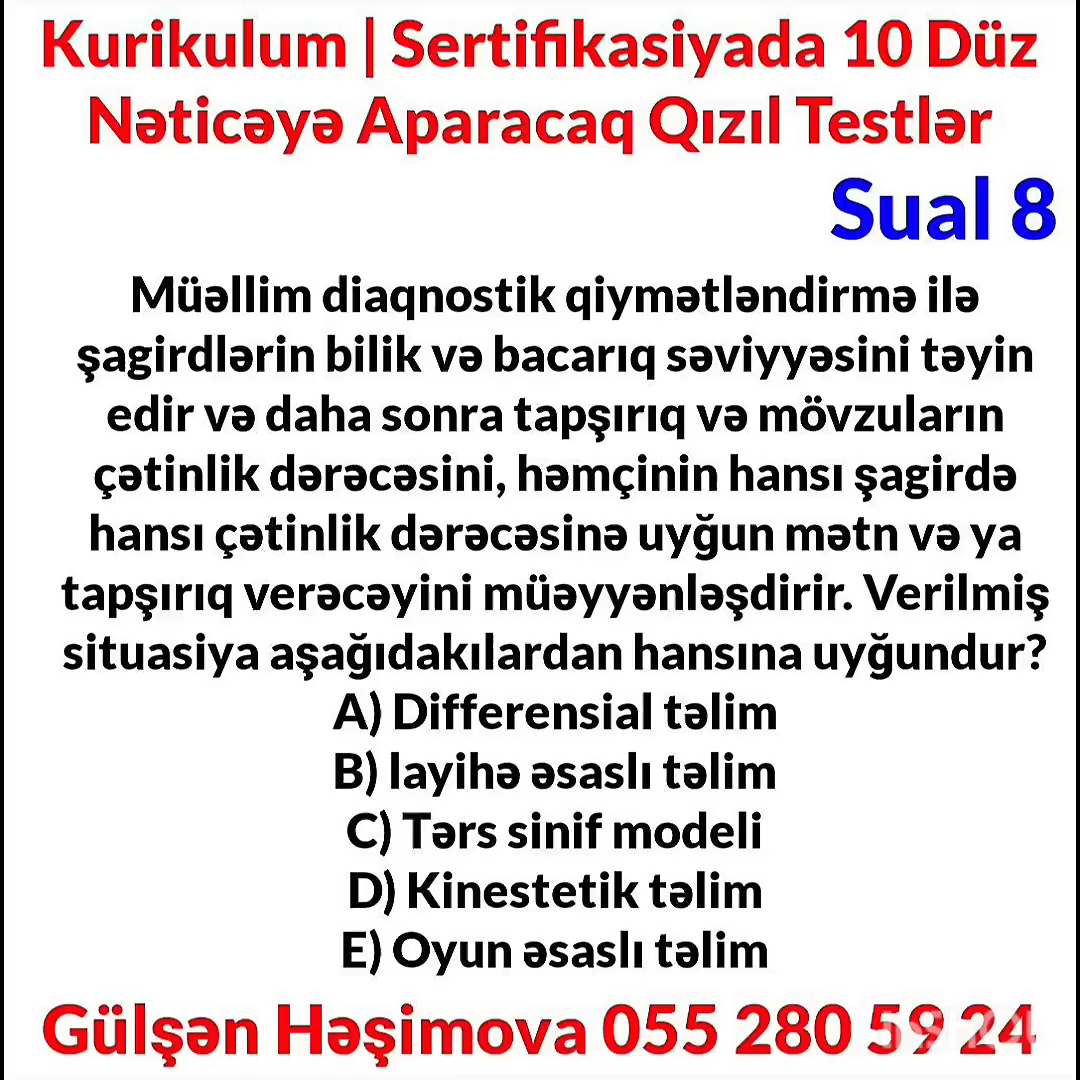 Kurikulum | Sertifikasiyada 10 Düz
Nəticəyə Aparacaq Qızıl Testlər
Sual 8
Müəllim diaqnostik qiymətləndirmə ilə
şagirdlərin bilik və bacarıq səviyyəsini təyin
edir və daha sonra tapşırıq və mövzuların
çətinlik dərəcəsini, həmçinin hansı şagirdə
hansı çətinlik dərəcəsinə uyğun mətn və ya
tapşırıq verəcəyini müəyyənləşdirir. Verilmiş
situasiya aşağıdakılardan hansına uyğundur?
A) Differensial təlim
B) layihə əsaslı təlim
C) Tərs sinif modeli
D) Kinestetik təlim
E) Oyun əsaslı təlim
Gülşən Həşimova 055 280 59 24